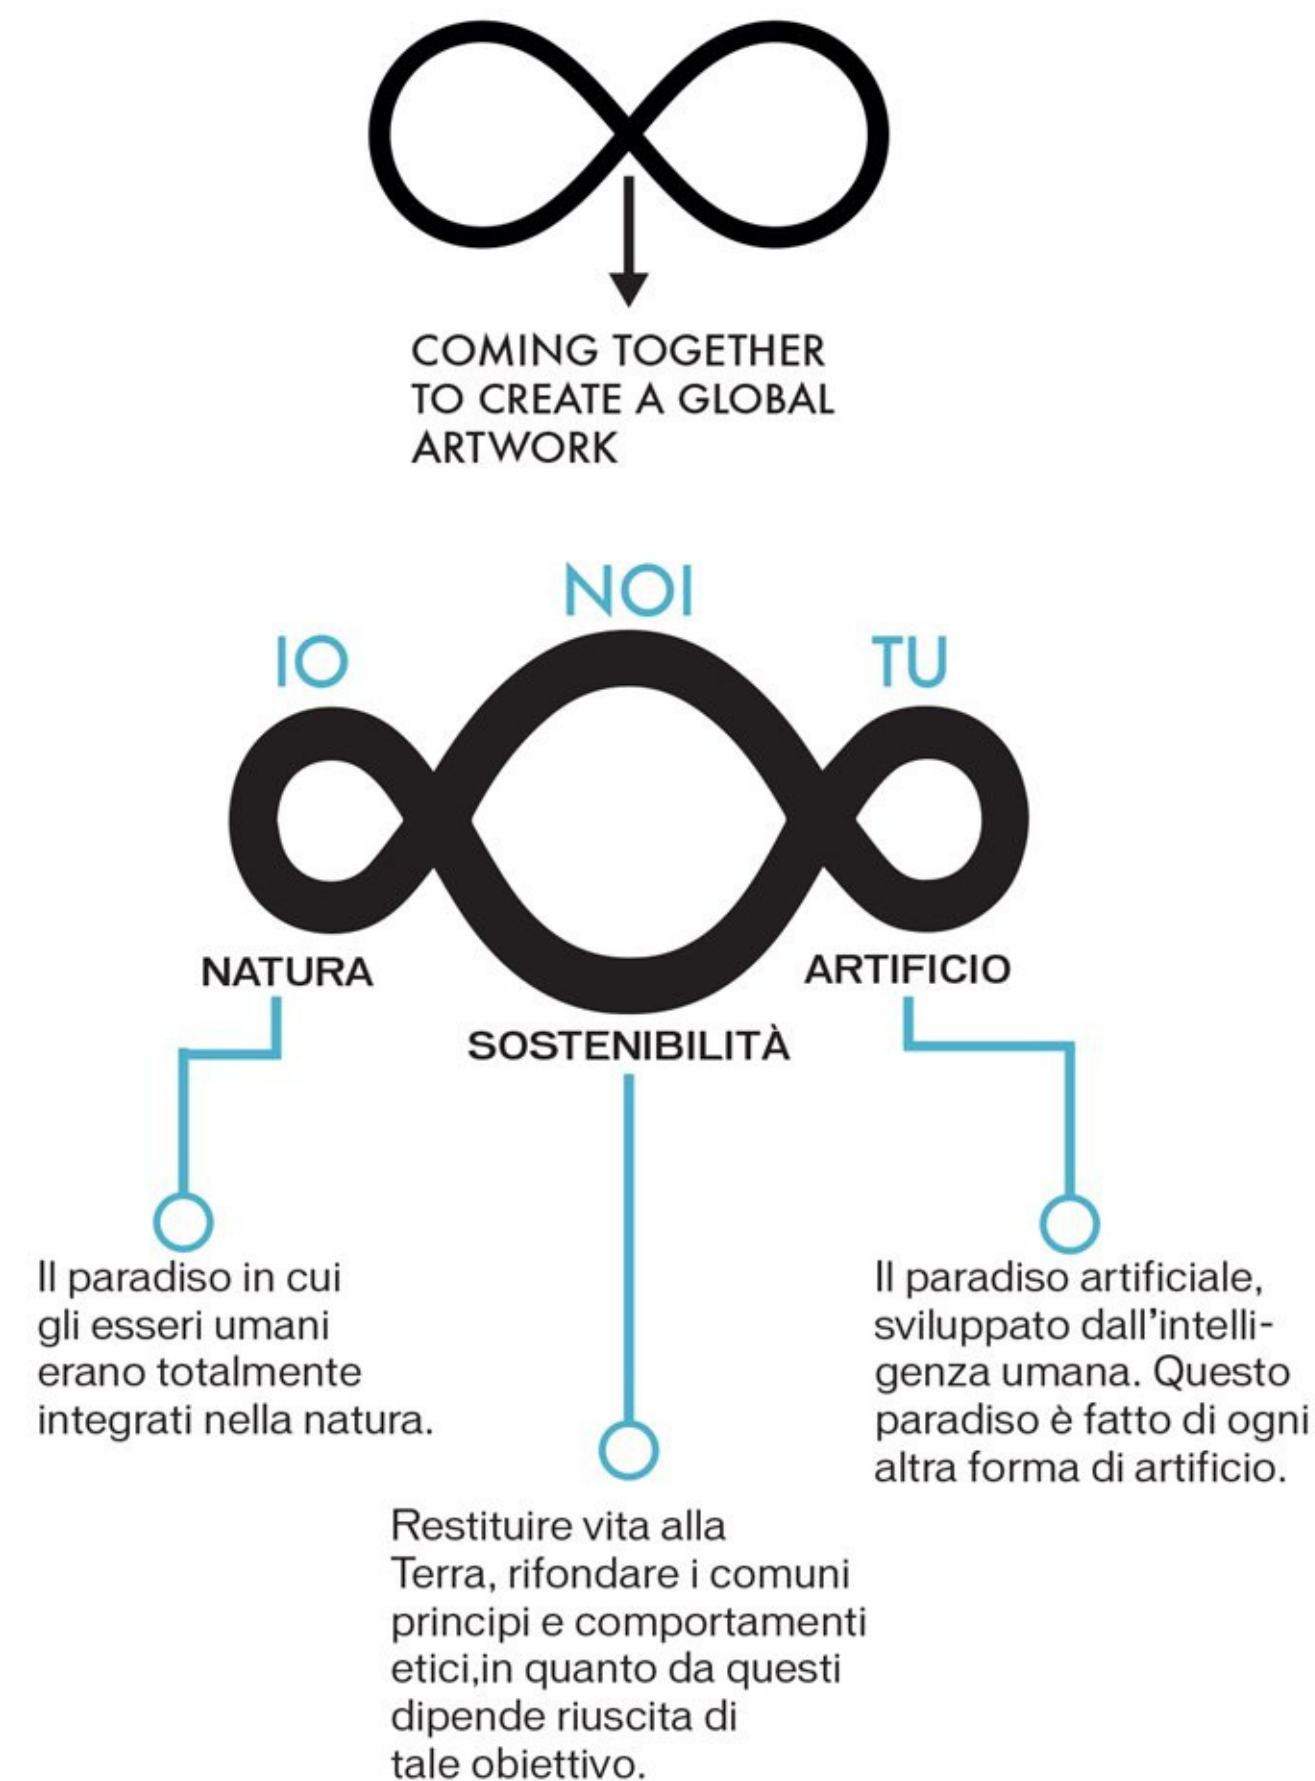 COMING TOGETHER
TO CREATE A GLOBAL
ARTWORK
NOI
IO
TU
NATURA
ARTIFICIO
SOSTENIBILITÀ
Il paradiso in cui
gli esseri umani
erano totalmente
integrati nella natura.
Il paradiso artificiale,
sviluppato dall'intelli-
genza umana. Questo
paradiso è fatto di ogni
altra forma di artificio.
Restituire vita alla
Terra, rifondare i comuni
principi e comportamenti
etici,in quanto da questi
dipende riuscita di
tale obiettivo.